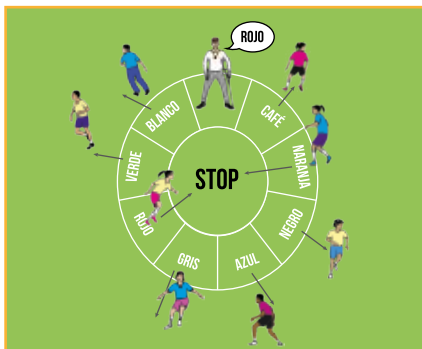 ROJO
BLANCO
CAFÉ
VERDE
NARANJA
STOP
ROJO
NEGRO
GRIS
AZUL